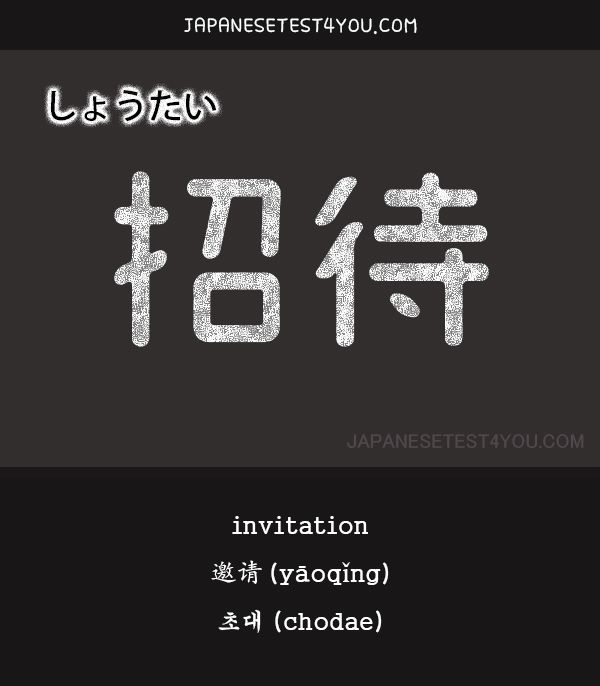 JAPANESETEST4YOU.COM
しょうたい
招待
JAPANESETEST4YOU.COM
invitation
邀请 (yāoqǐng)
초대 (chodae)